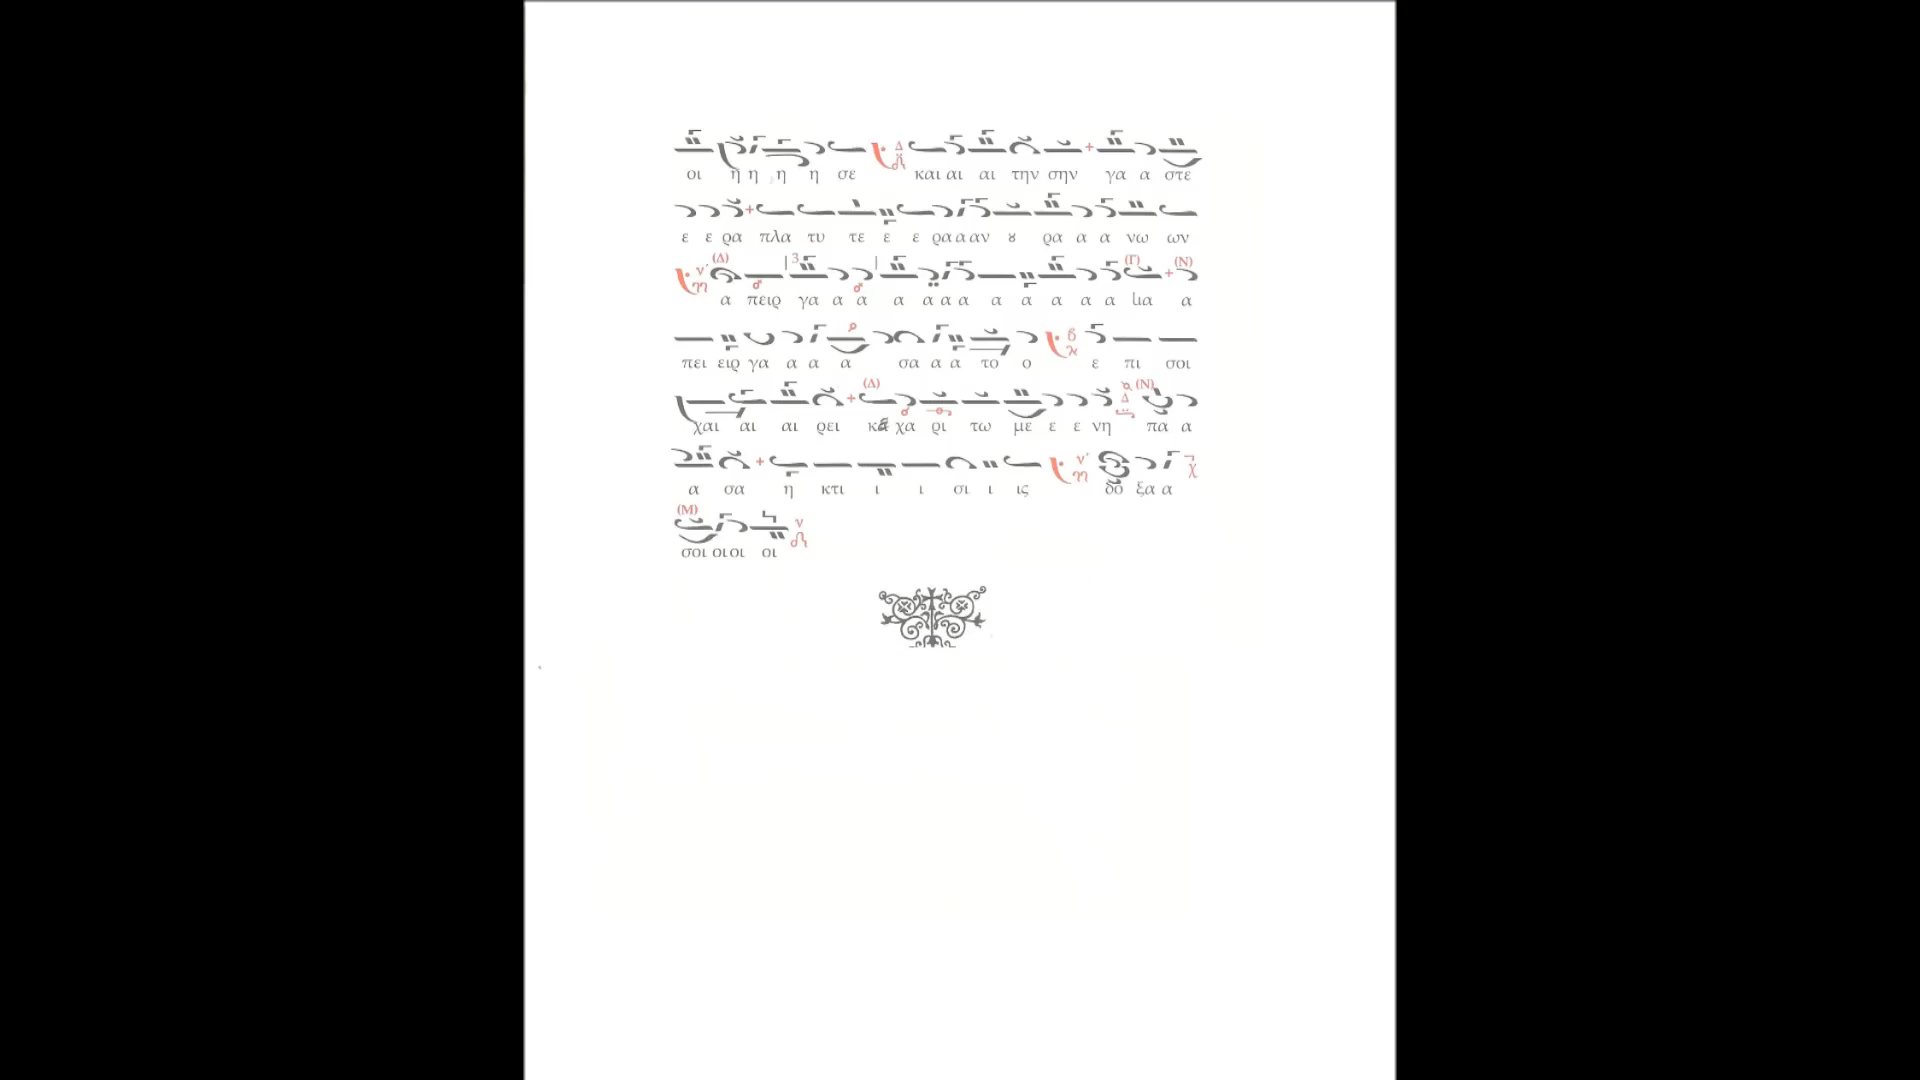 οι η η η η σε και αι αι την σην γα α στε
ε ε ρα πλα τυ τε ε ε ρα α αν ȣ ρα α α νω ων
α πειρ γα α α α α α α α α α α α ια α
πει ειρ γα α α α σα α α το ο ε πι σοι
χαι αι αι ρει κε χα ρι τω με ε ε νη πα α
α σα η κτι ι ι σι ι ις δο ξα α
σοι οι οι οι